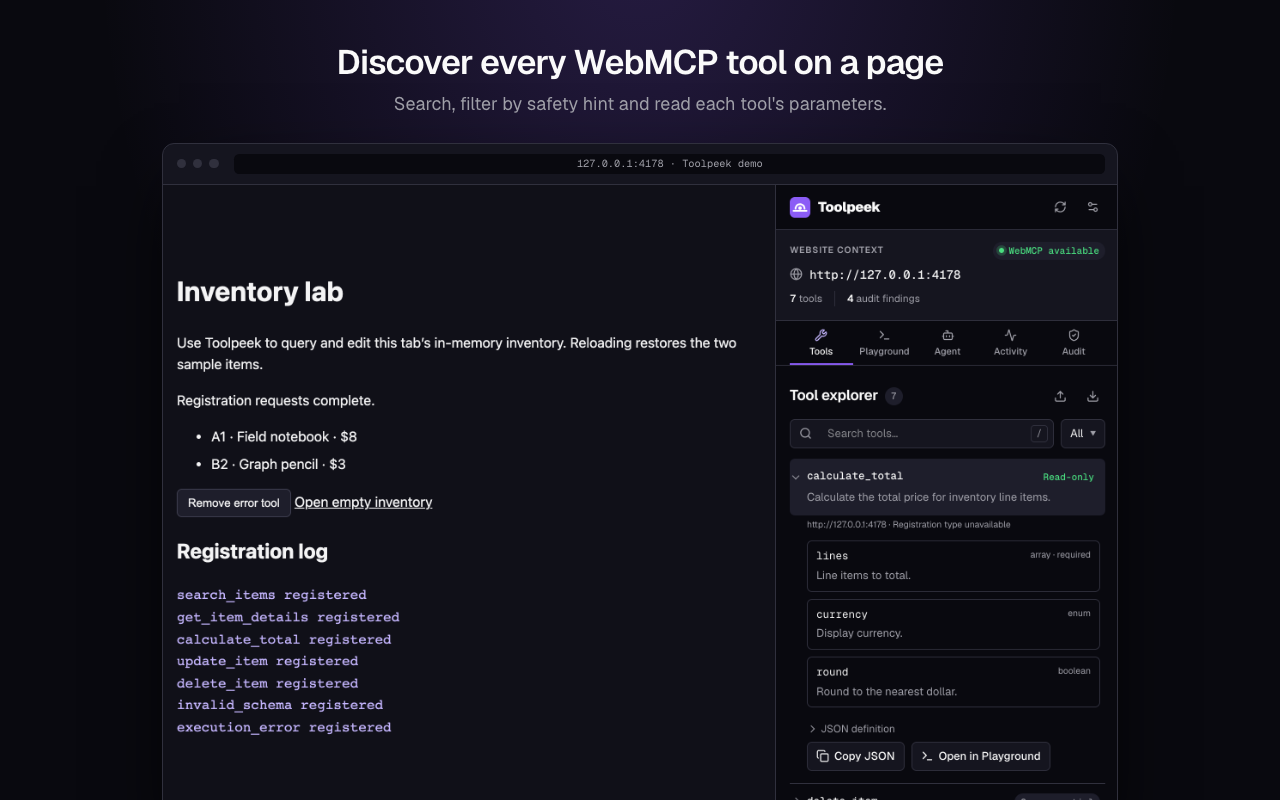 Discover every WebMCP tool on a page
Search, filter by safety hint and read each tool's parameters.
127.0.0.1:4178 · Toolpeek demo
Inventory lab
Use Toolpeek to query and edit this tab's in-memory inventory. Reloading restores the two
sample items.
Registration requests complete.
• A1 · Field notebook · $8
• B2 · Graph pencil · $3
Remove error tool Open empty inventory
Registration log
search_items registered
get_item_details registered
calculate_total registered
update_item registered
delete_item registered
invalid_schema registered
execution_error registered
Toolpeek
WEBSITE CONTEXT WebMCP available
http://127.0.0.1:4178
7 tools 4 audit findings
Tools Playground Agent Activity Audit
Tool explorer 7
Search tools... / All
calculate_total Read-only
Calculate the total price for inventory line items.
http://127.0.0.1:4178 · Registration type unavailable
lines array · required
Line items to total.
currency enum
Display currency.
round boolean
Round to the nearest dollar.
JSON definition
Copy JSON Open in Playground
delete_item